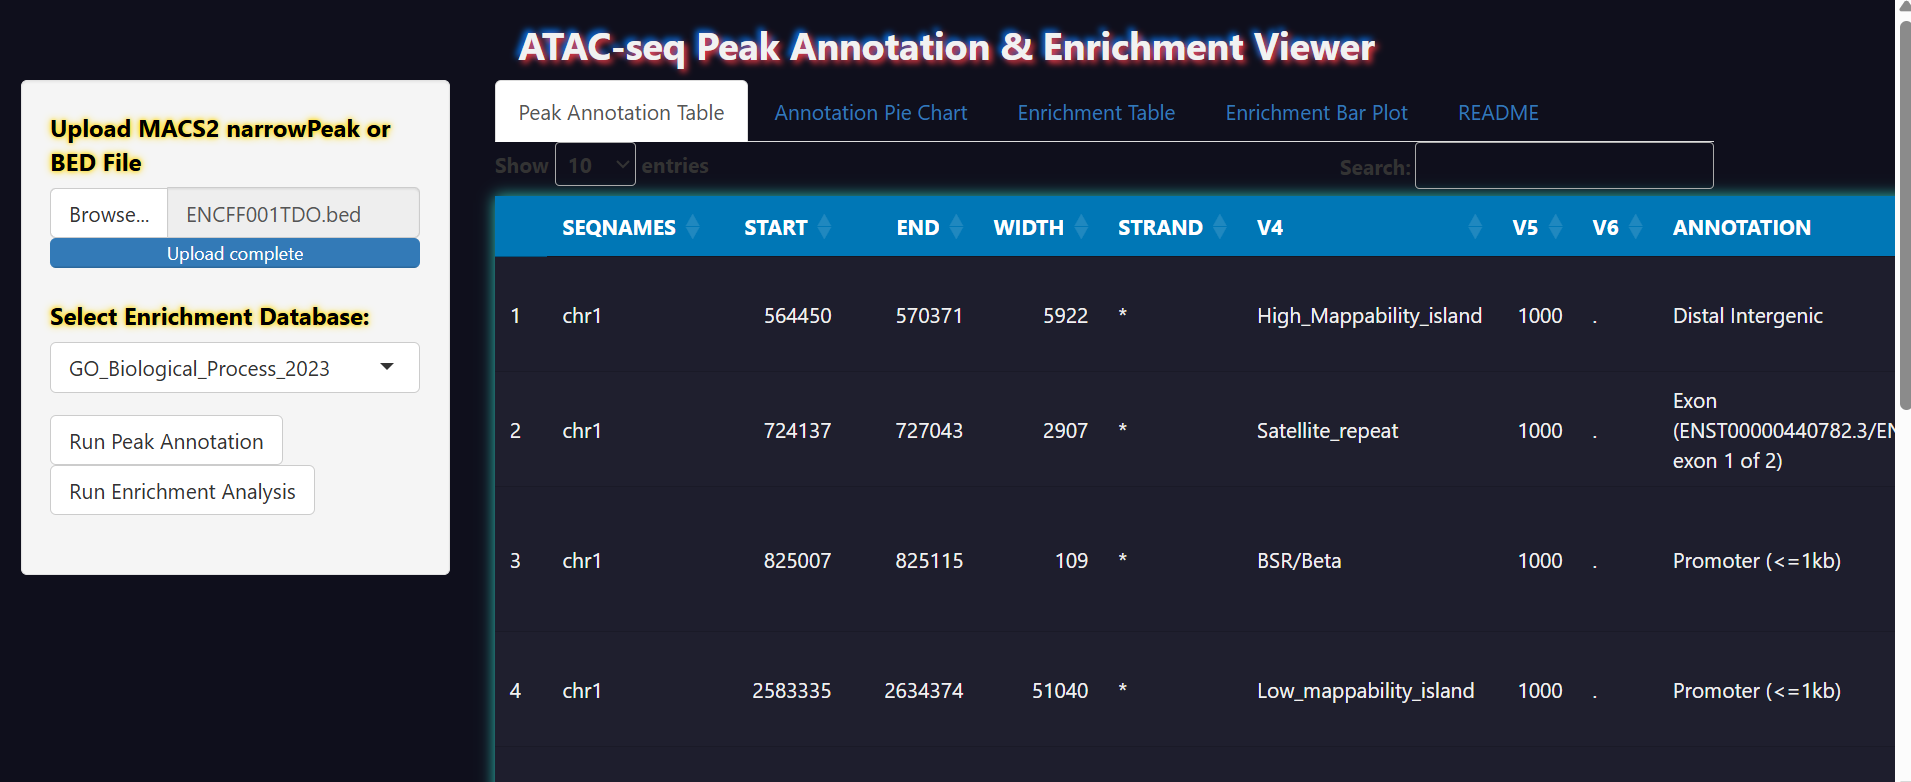 ATAC-seq Peak Annotation & Enrichment Viewer
Upload MACS2 narrowPeak or
BED File
Browse... ENCFF001TDO.bed
Upload complete
Select Enrichment Database:
GO_Biological_Process_2023
Run Peak Annotation
Run Enrichment Analysis
Peak Annotation Table Annotation Pie Chart Enrichment Table Enrichment Bar Plot README
Show 10 entries Search:
SEQNAMES START END WIDTH STRAND V4 V5 V6 ANNOTATION
1 chr1 564450 570371 5922 * High_Mappability_island 1000 . Distal Intergenic
2 chr1 724137 727043 2907 * Satellite_repeat 1000 . Exon
(ENST00000440782.3/EN
exon 1 of 2)
3 chr1 825007 825115 109 * BSR/Beta 1000 . Promoter (<=1kb)
4 chr1 2583335 2634374 51040 * Low_mappability_island 1000 . Promoter (<=1kb)